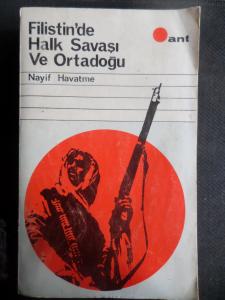 Filistin'de
Halk Savaşı
Ve Ortadoğu
ant
Nayif Havatme